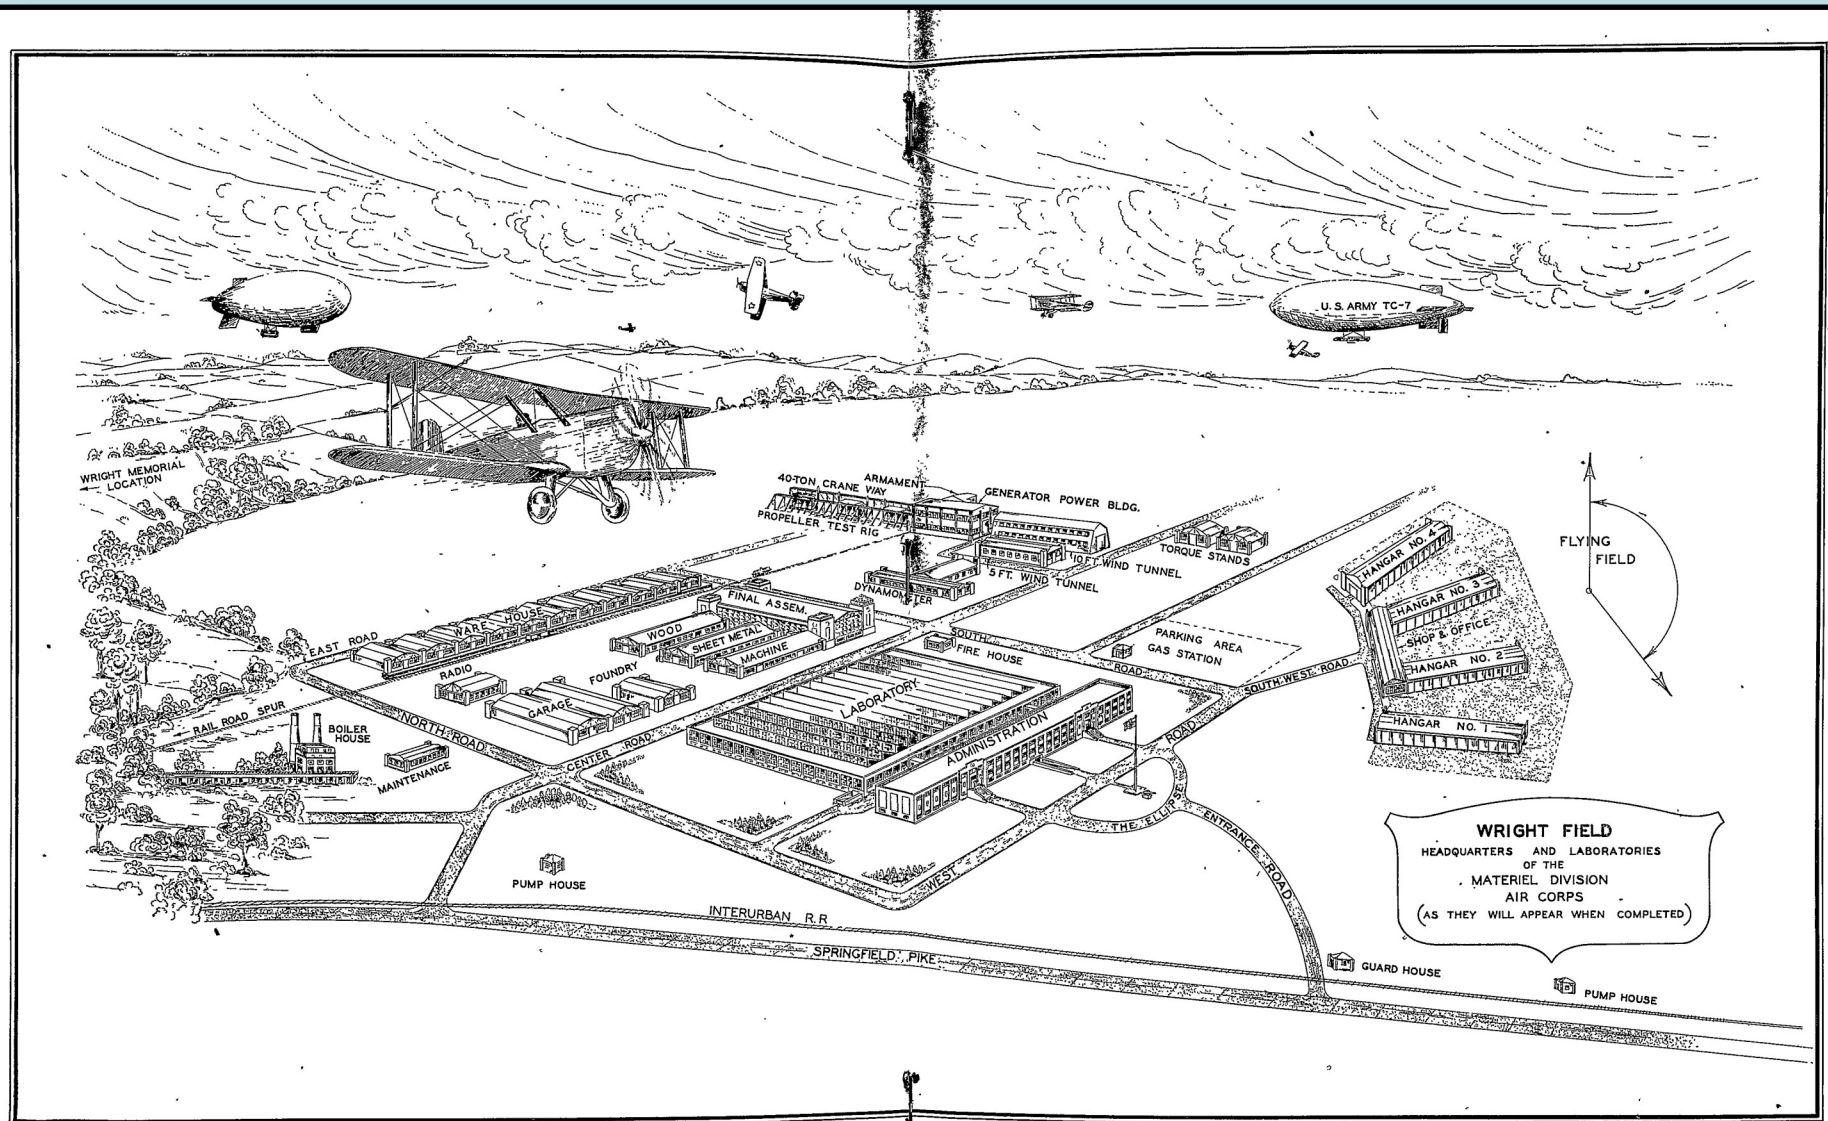 U.S. ARMY TC-7
WRIGHT MEMORIAL
LOCATION
ARMAMENT
40-TON CRANE WAY
GENERATOR POWER BLDG.
PROPELLER TEST RIG
TORQUE STANDS
10 FT. WIND TUNNEL
5 FT. WIND TUNNEL
DYNAMOMETER
FLYING
FIELD
HANGAR NO. 4
HANGAR NO. 3
SHOP & OFFICE
HANGAR NO. 2
HANGAR NO. 1
EAST ROAD
WARE HOUSE
FINAL ASSEM.
WOOD
SHEET METAL
MACHINE
SOUTH
ROAD
FIRE HOUSE
PARKING AREA
GAS STATION
SOUTH-WEST ROAD
RADIO
FOUNDRY
GARAGE
LABORATORY
ADMINISTRATION
RAIL ROAD SPUR
NORTH ROAD
CENTER ROAD
BOILER
HOUSE
MAINTENANCE
WEST
ROAD
THE ELLIPSE
ENTRANCE ROAD
PUMP HOUSE
INTERURBAN R.R
SPRINGFIELD PIKE
GUARD HOUSE
PUMP HOUSE
WRIGHT FIELD
HEADQUARTERS AND LABORATORIES
OF THE
MATERIEL DIVISION
AIR CORPS
(AS THEY WILL APPEAR WHEN COMPLETED)